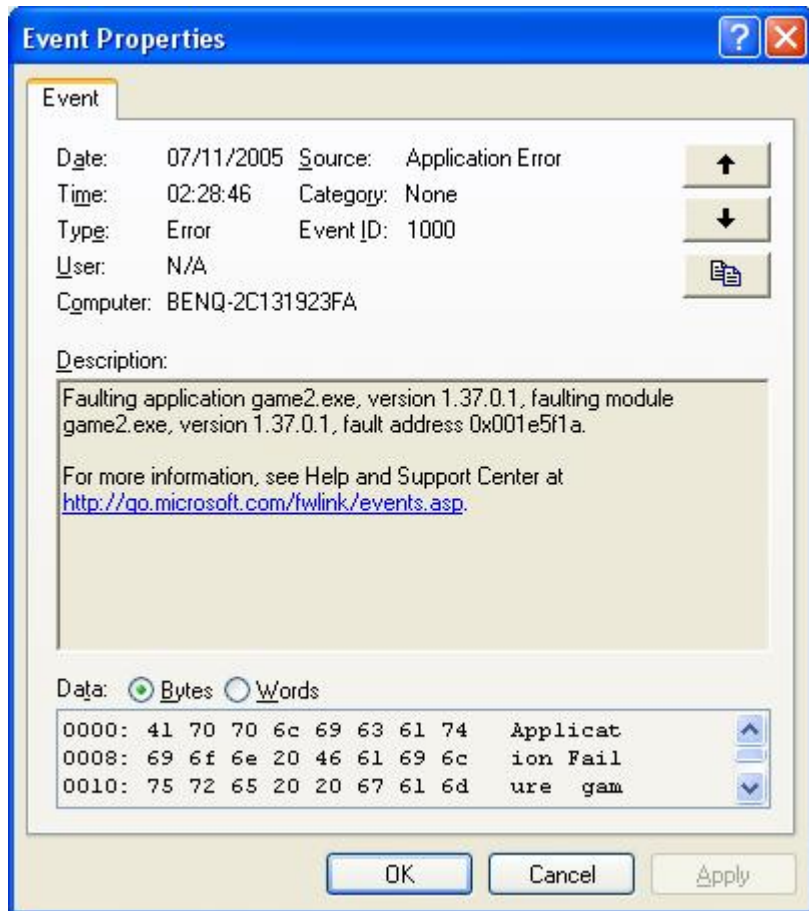 Event Properties
Event
Date: 07/11/2005 Source: Application Error
Time: 02:28:46 Category: None
Type: Error Event ID: 1000
User: N/A
Computer: BENQ-2C131923FA
Description:
Faulting application game2.exe, version 1.37.0.1, faulting module
game2.exe, version 1.37.0.1, fault address 0x001e5f1a.
For more information, see Help and Support Center at
http://go.microsoft.com/fwlink/events.asp.
Data: Bytes Words
0000: 41 70 70 6c 69 63 61 74 Applicat
0008: 69 6f 6e 20 46 61 69 6c ion Fail
0010: 75 72 65 20 20 67 61 6d ure  gam
OK Cancel Apply